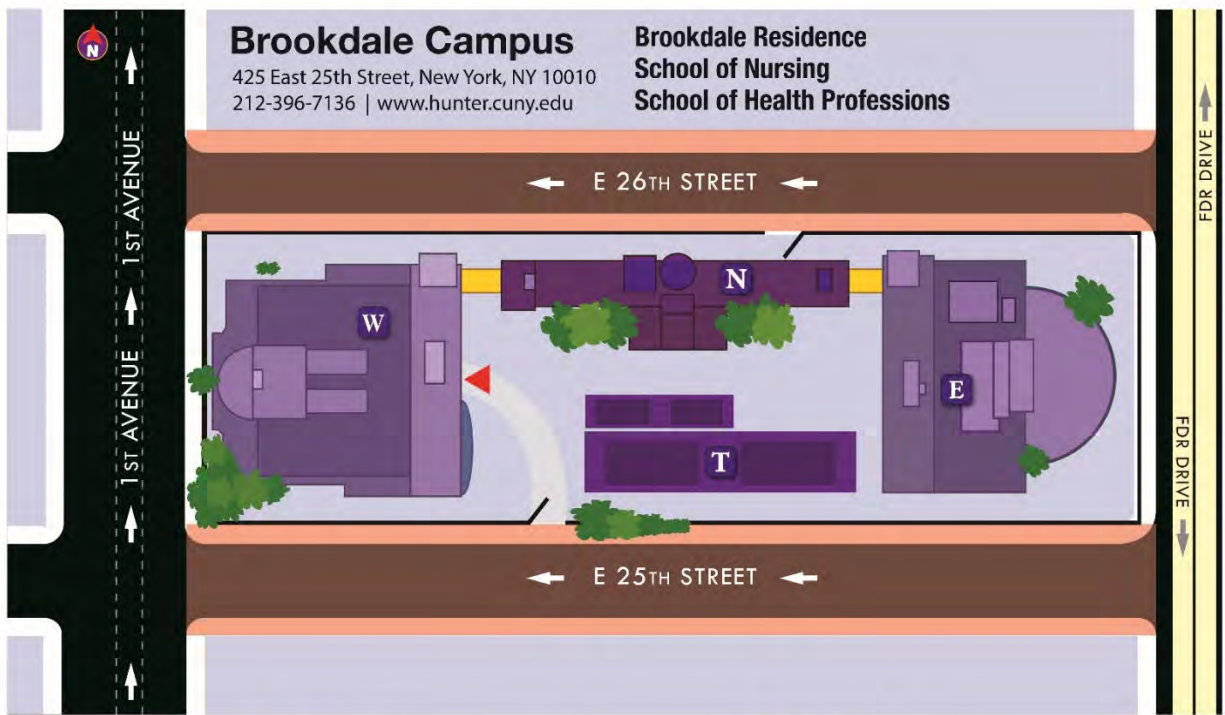 N
Brookdale Campus
425 East 25th Street, New York, NY 10010
212-396-7136 | www.hunter.cuny.edu
Brookdale Residence
School of Nursing
School of Health Professions
1ST AVENUE
1ST AVENUE
1ST AVENUE
E 26TH STREET
FDR DRIVE
W
N
E
T
FDR DRIVE
E 25TH STREET